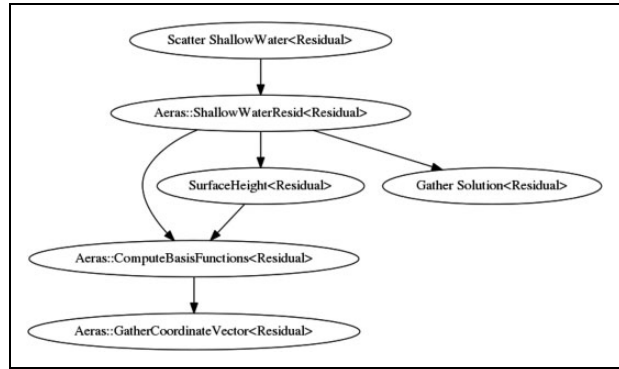 Scatter ShallowWater<Residual>
Aeras::ShallowWaterResid<Residual>
SurfaceHeight<Residual>
Gather Solution<Residual>
Aeras::ComputeBasisFunctions<Residual>
Aeras::GatherCoordinateVector<Residual>